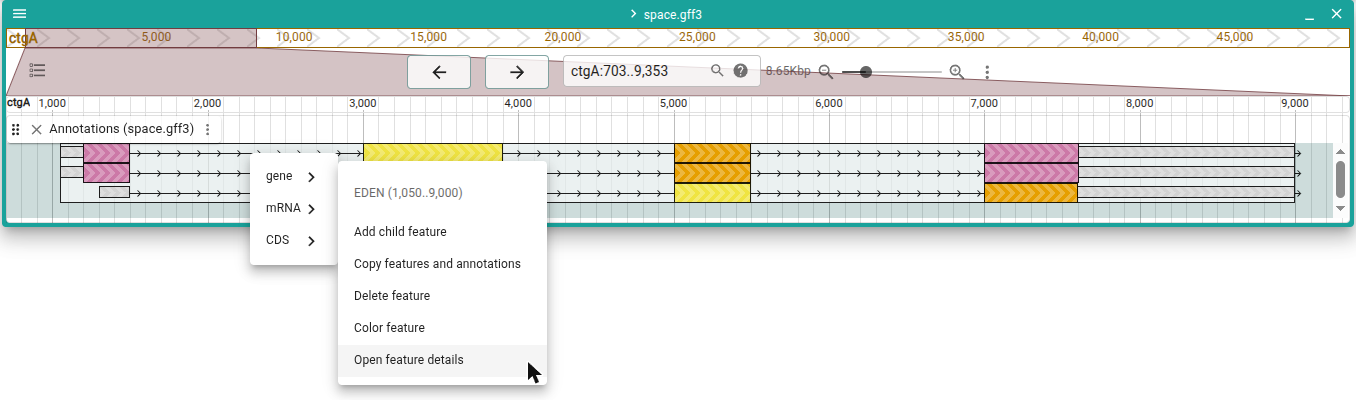 space.gff3
ctgA 5,000 10,000 15,000 20,000 25,000 30,000 35,000 40,000 45,000
ctgA:703..9,353 8.65Kbp
ctgA 1,000 2,000 3,000 4,000 5,000 6,000 7,000 8,000 9,000
Annotations (space.gff3)
gene
mRNA
CDS
EDEN (1,050..9,000)
Add child feature
Copy features and annotations
Delete feature
Color feature
Open feature details